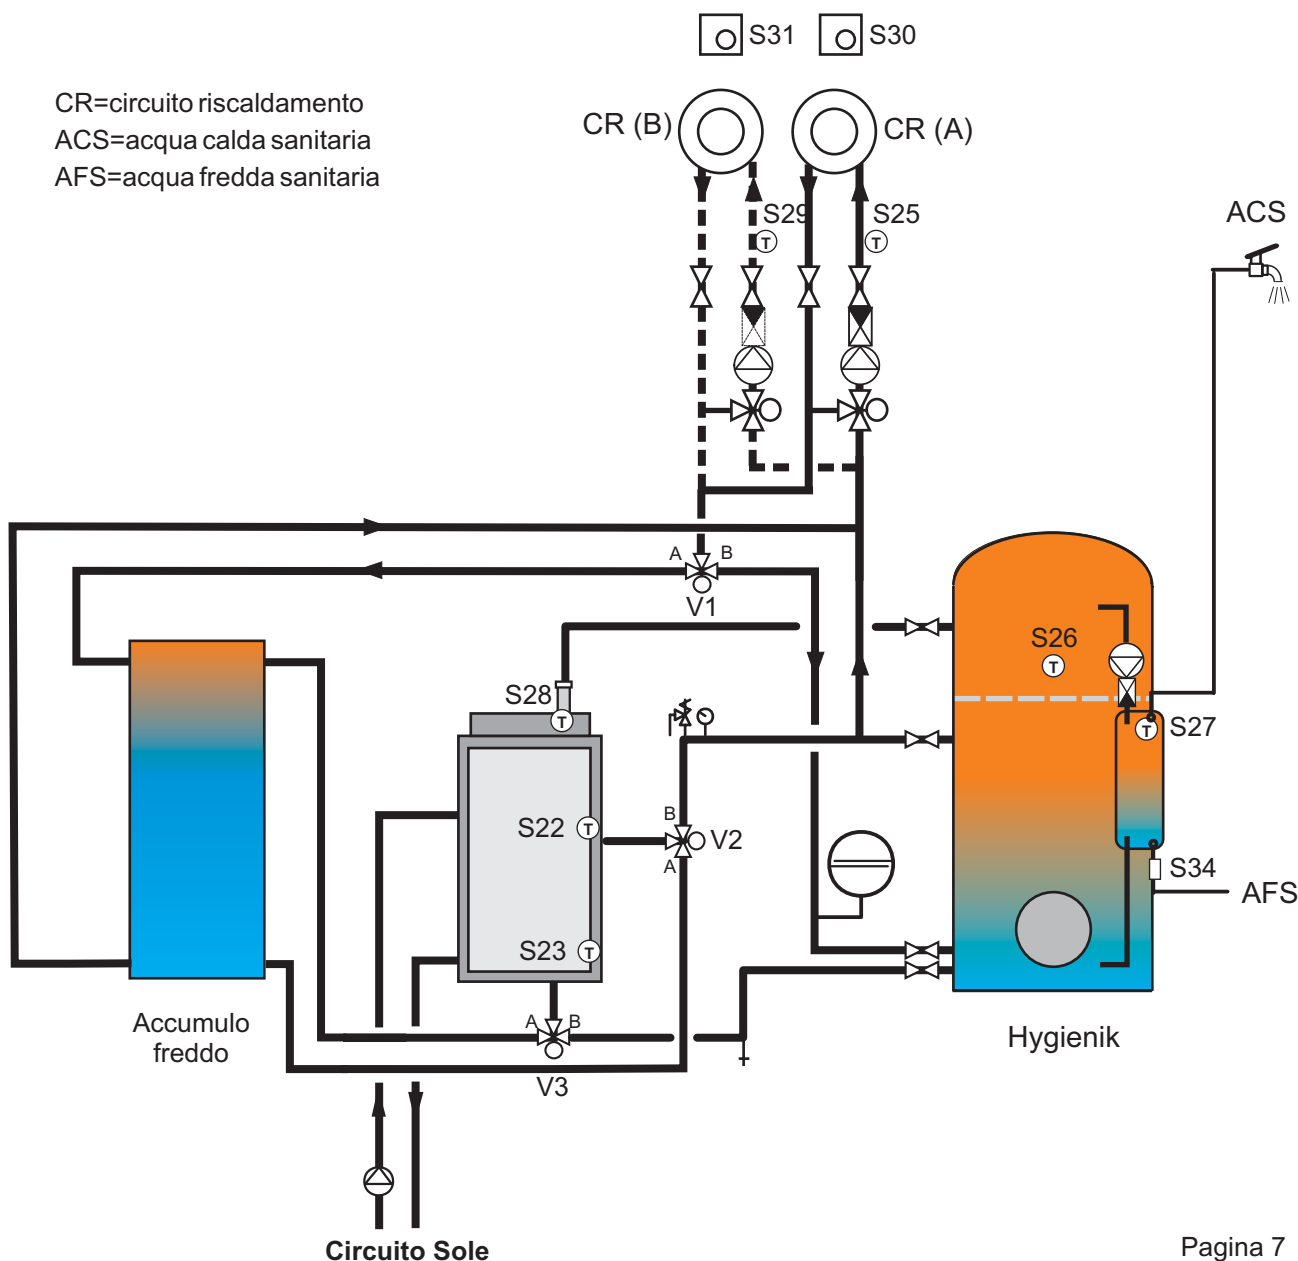 S31
S30
CR=circuito riscaldamento
ACS=acqua calda sanitaria
AFS=acqua fredda sanitaria
CR (B)
CR (A)
S29
S25
T
T
ACS
A
B
V1
S26
T
S28
T
S27
T
S22
T
B
V2
A
S34
AFS
S23
T
Accumulo
freddo
A
B
V3
Hygienik
Circuito Sole
Pagina 7